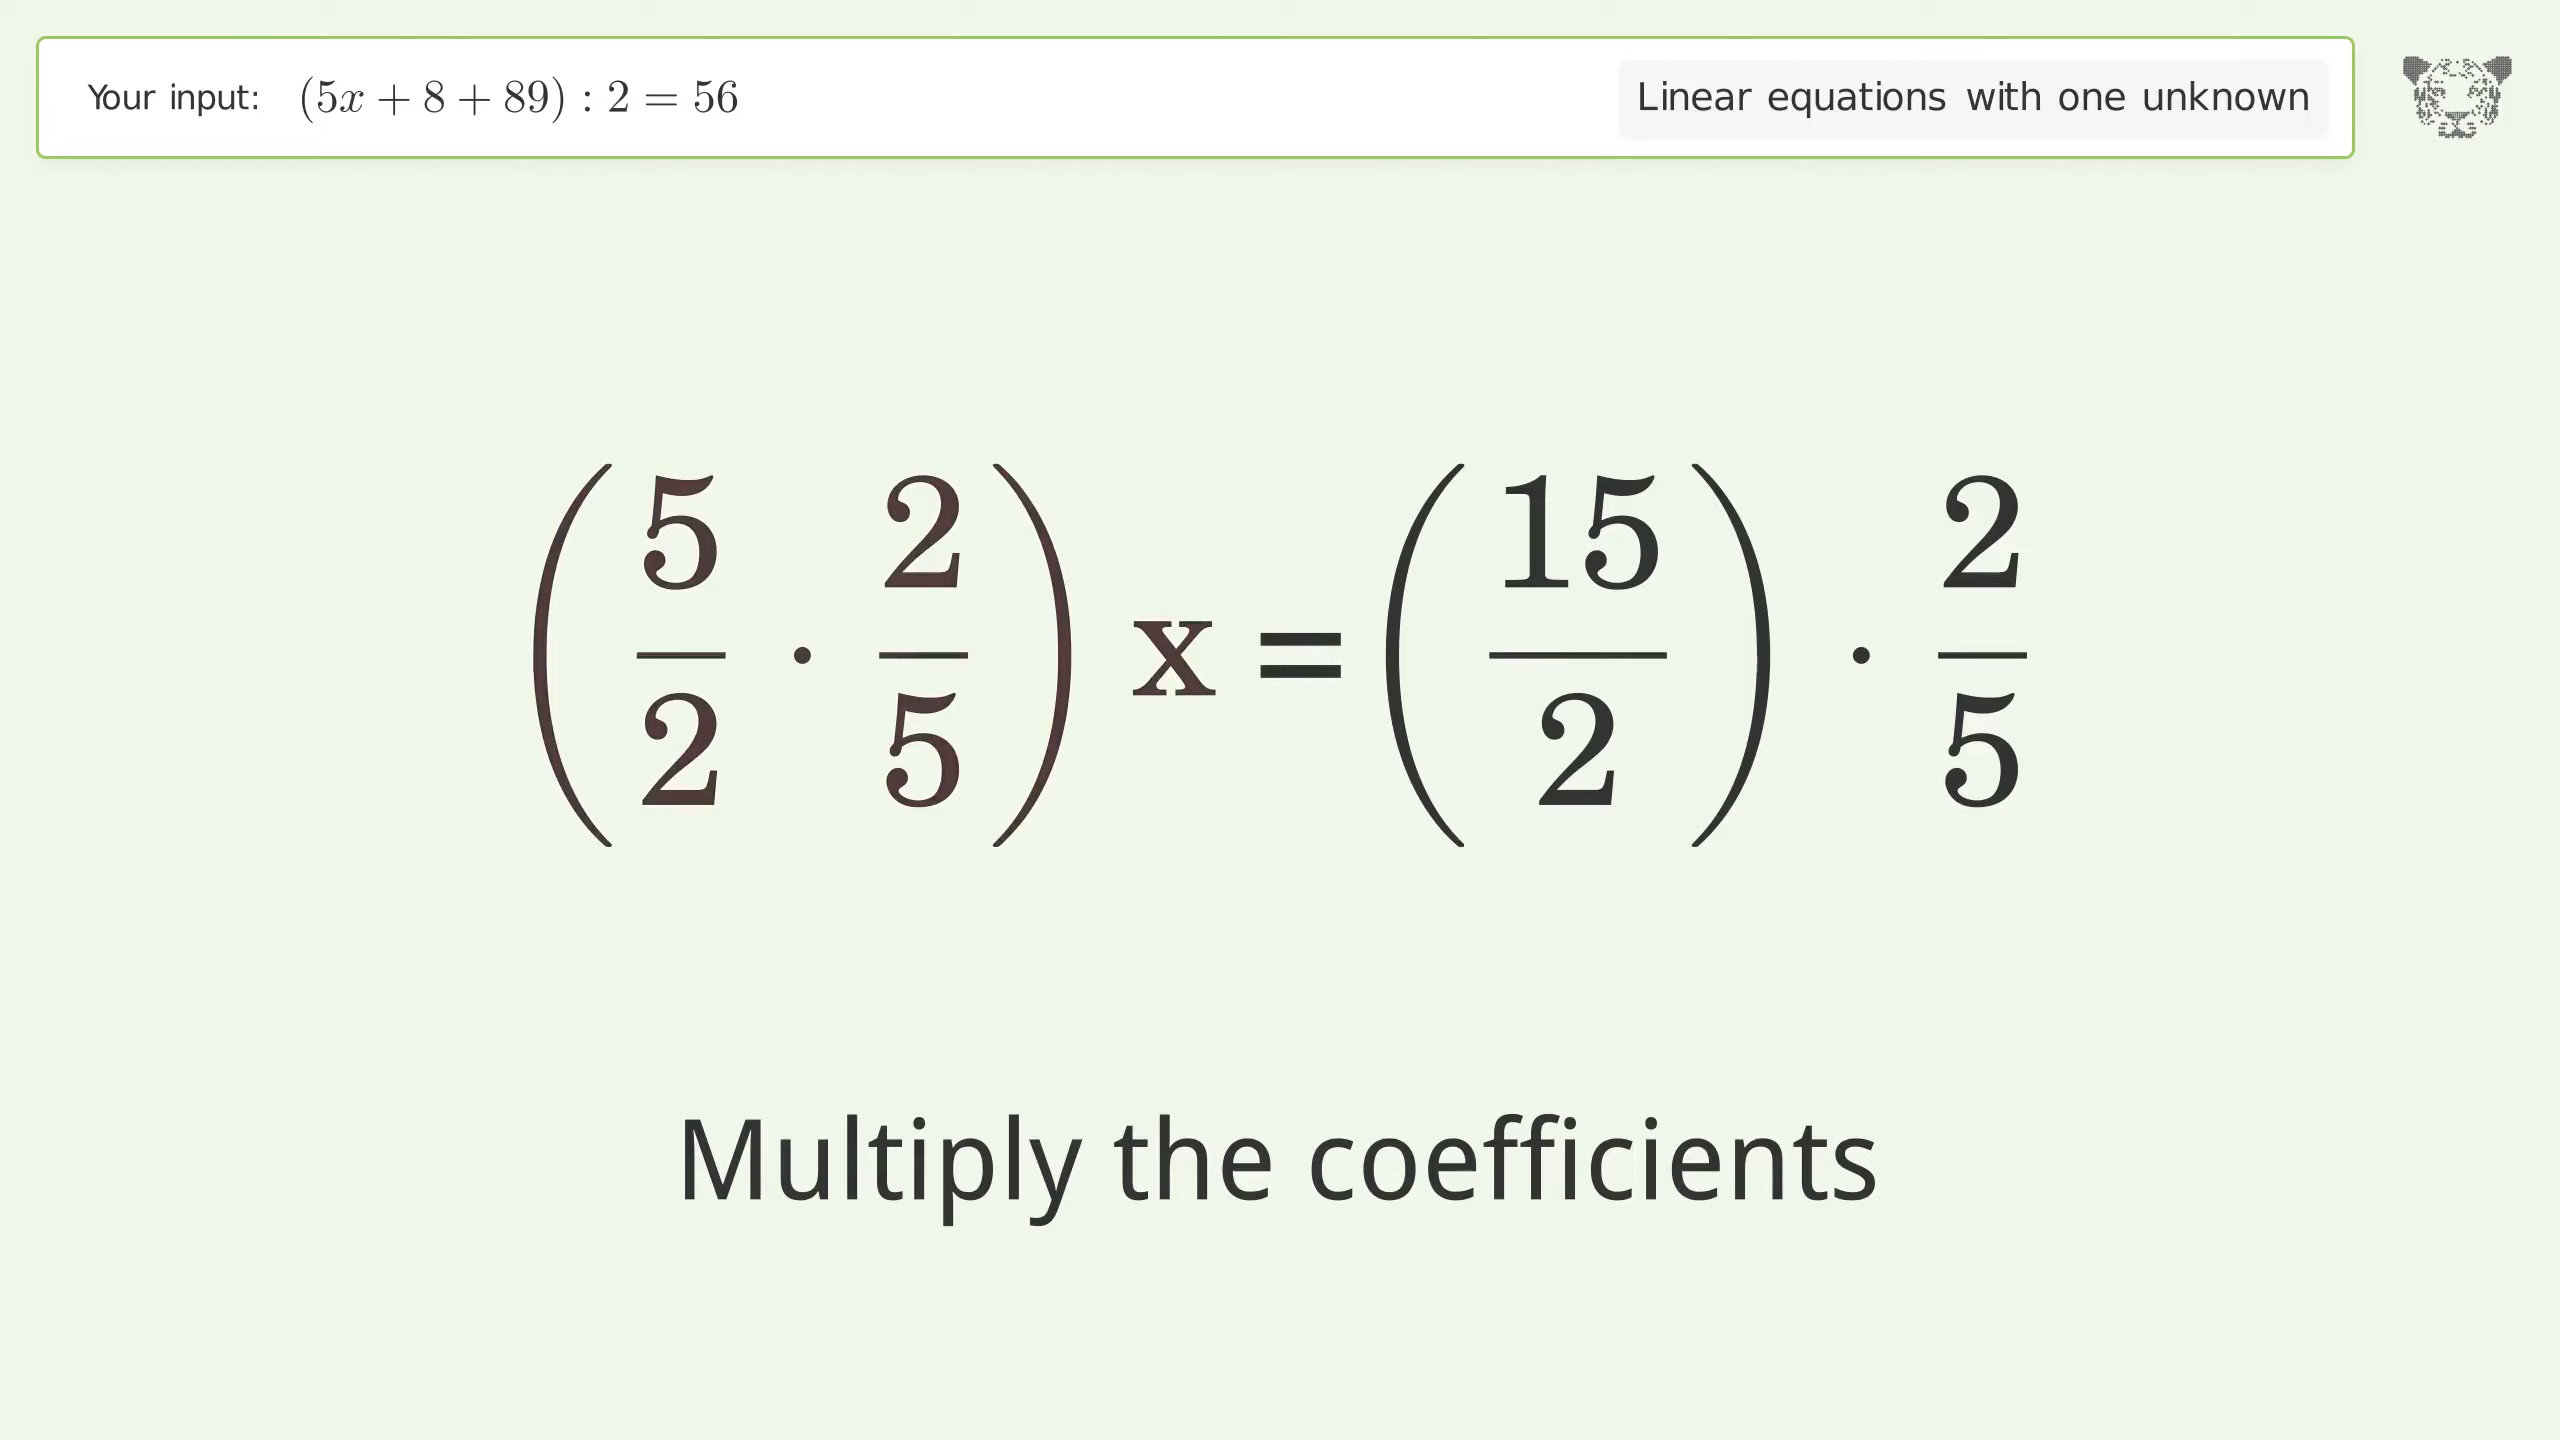 Your input: (5x + 8 + 89) : 2 = 56
Linear equations with one unknown
(5/2 · 2/5) x = (15/2) · 2/5
Multiply the coefficients